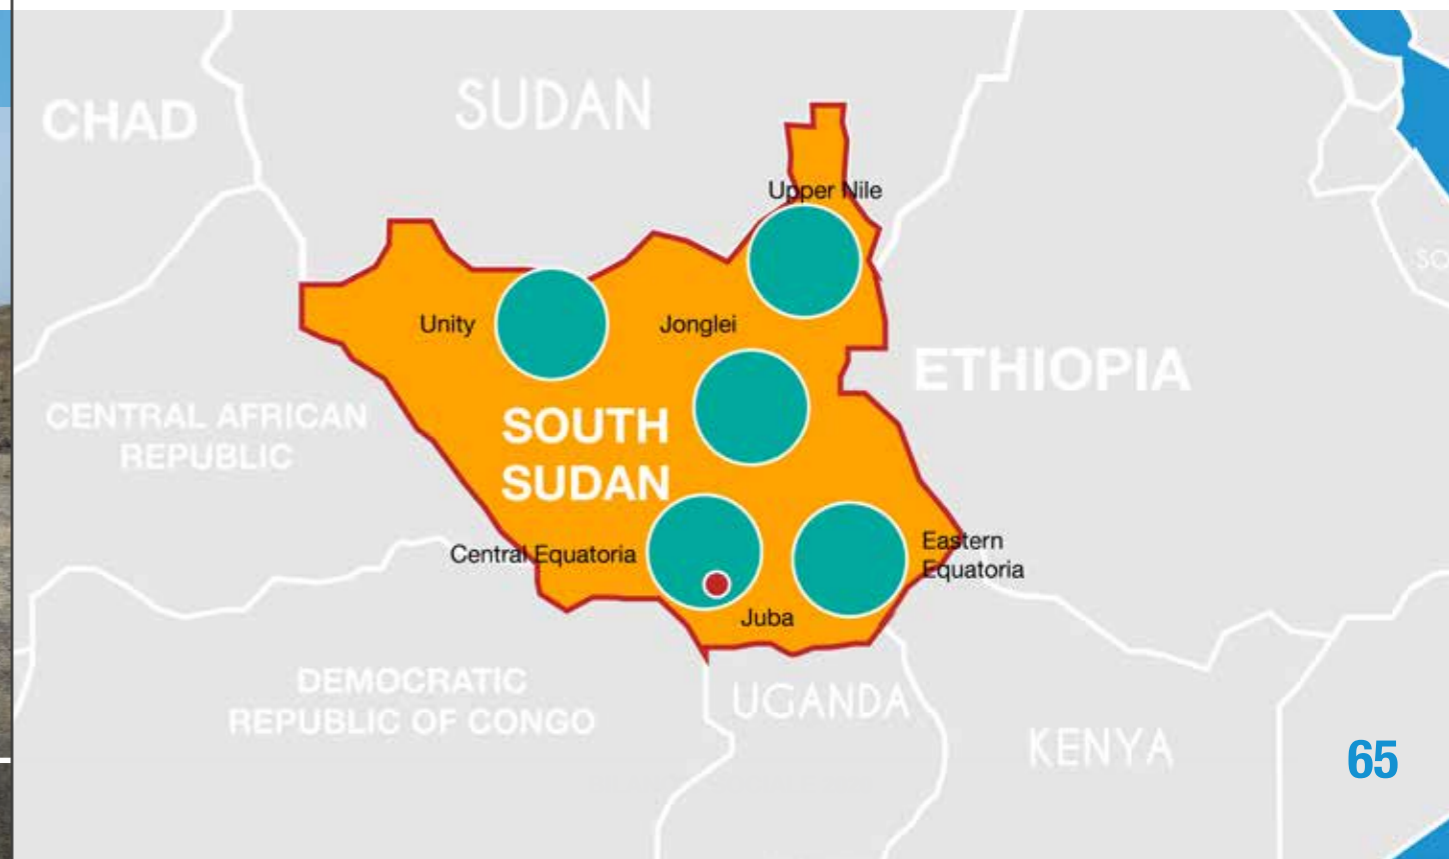 SUDAN
CHAD
Upper Nile
SO
Unity
Jonglei
ETHIOPIA
CENTRAL AFRICAN
REPUBLIC
SOUTH
SUDAN
Central Equatoria
Eastern
Equatoria
Juba
DEMOCRATIC
REPUBLIC OF CONGO
UGANDA
KENYA
65